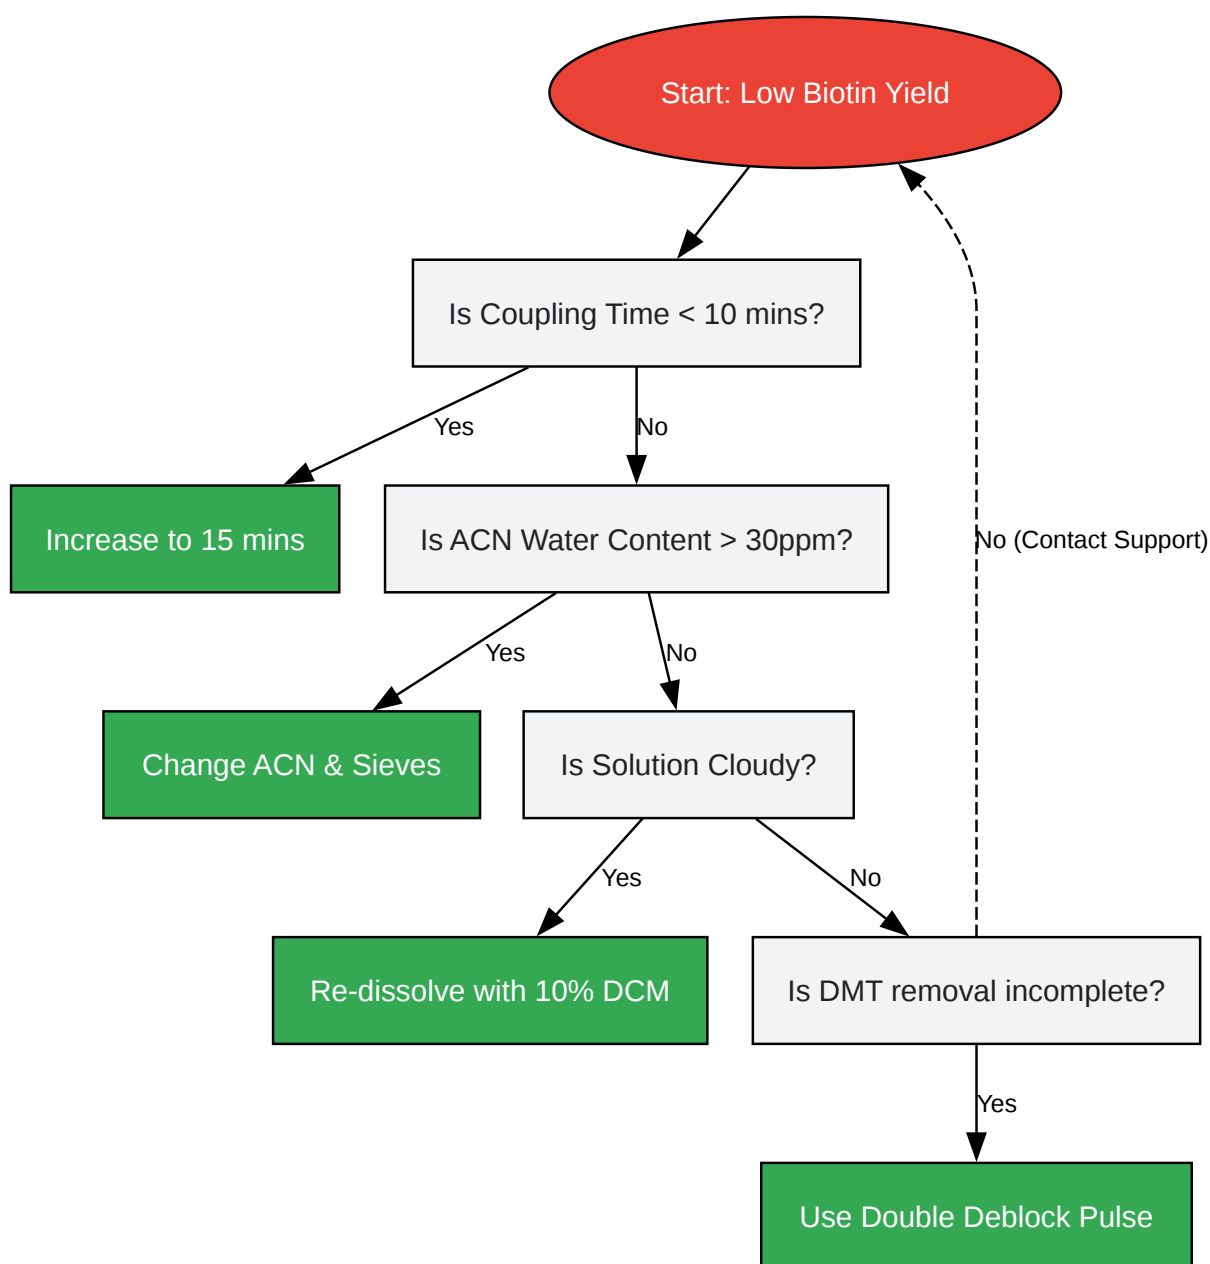 Start: Low Biotin Yield
Is Coupling Time < 10 mins?
Yes
No
Increase to 15 mins
Is ACN Water Content > 30ppm?
No (Contact Support)
Yes
No
Change ACN & Sieves
Is Solution Cloudy?
Yes
No
Re-dissolve with 10% DCM
Is DMT removal incomplete?
Yes
Use Double Deblock Pulse